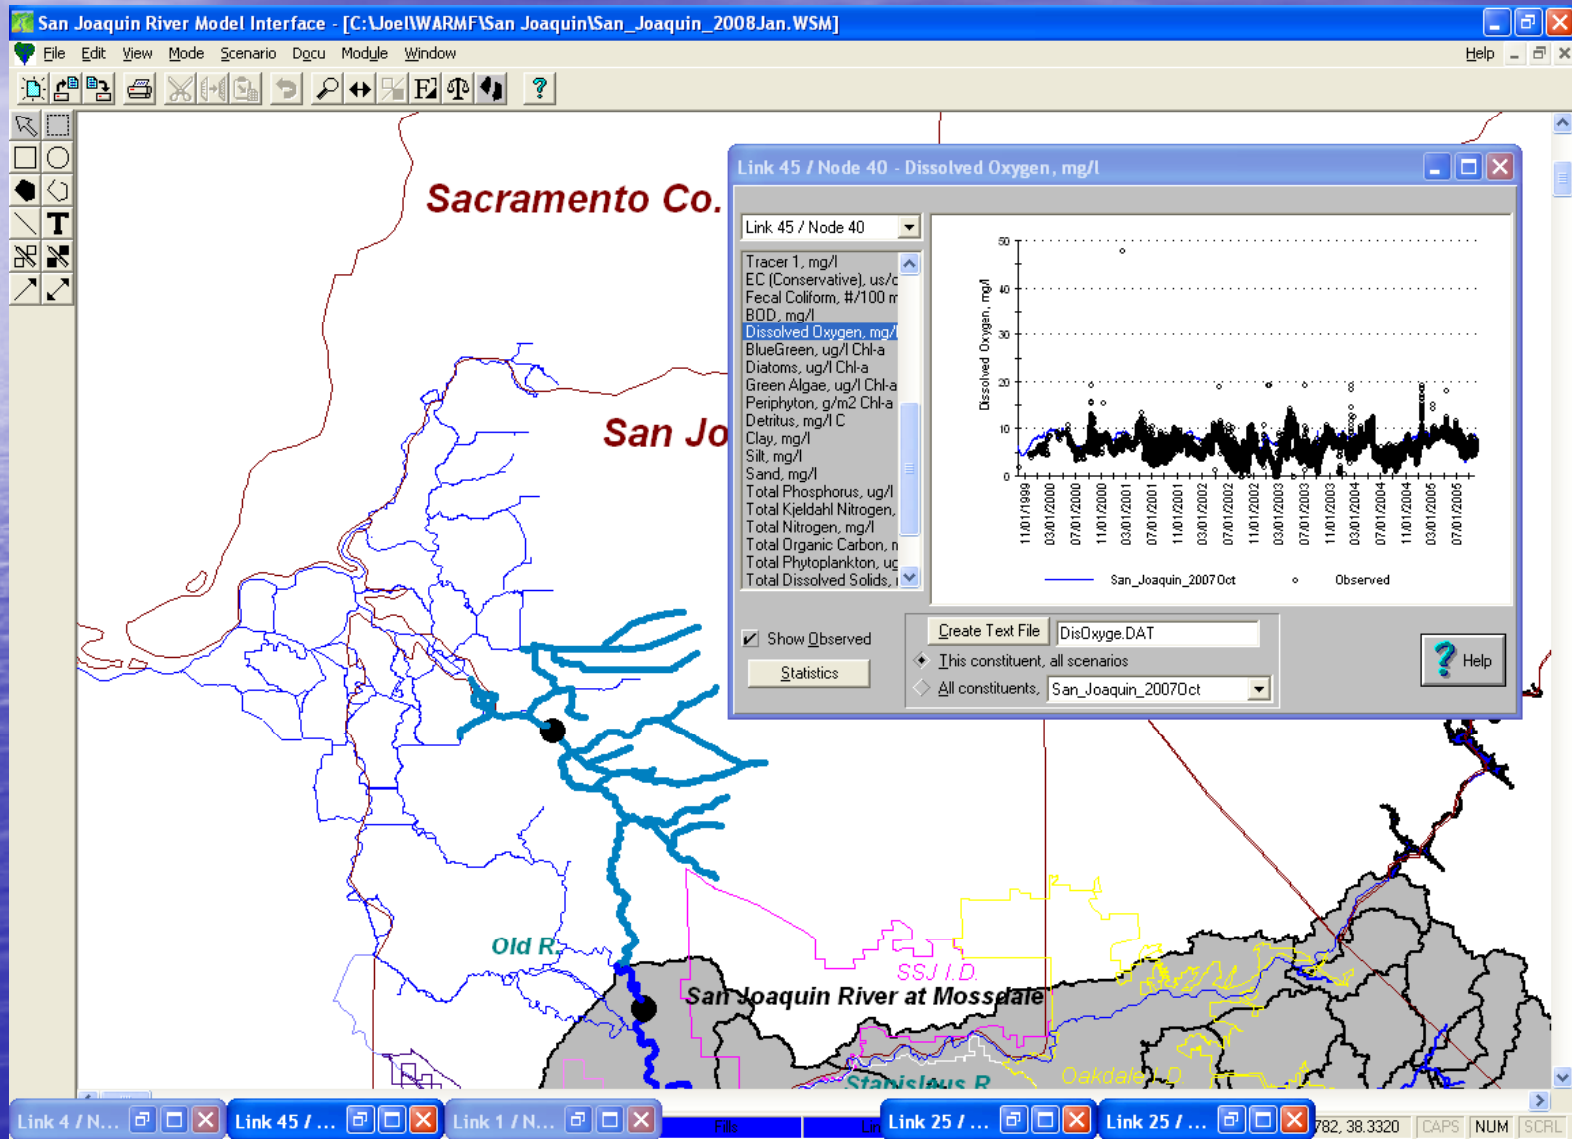 San Joaquin River Model Interface - [C:\Joel\WARMF\San Joaquin\San_Joaquin_2008Jan.WSM]
File Edit View Mode Scenario Docu Module Window Help
Sacramento Co.
San Jo
Old R.
SSJ I.D.
San Joaquin River at Mossdale
Stanislaus R.
Oakdale I.D.
Link 45 / Node 40 - Dissolved Oxygen, mg/l
Link 45 / Node 40
Tracer 1, mg/l
EC (Conservative), us/c
Fecal Coliform, #/100 m
BOD, mg/l
Dissolved Oxygen, mg/l
BlueGreen, ug/l Chl-a
Diatoms, ug/l Chl-a
Green Algae, ug/l Chl-a
Periphyton, g/m2 Chl-a
Detritus, mg/l C
Clay, mg/l
Silt, mg/l
Sand, mg/l
Total Phosphorus, ug/l
Total Kjeldahl Nitrogen,
Total Nitrogen, mg/l
Total Organic Carbon, n
Total Phytoplankton, ug
Total Dissolved Solids,
Dissolved Oxygen, mg/l
50
40
30
20
10
0
11/01/1999
03/01/2000
07/01/2000
11/01/2000
03/01/2001
07/01/2001
11/01/2001
03/01/2002
07/01/2002
11/01/2002
03/01/2003
07/01/2003
11/01/2003
03/01/2004
07/01/2004
11/01/2004
03/01/2005
07/01/2005
San_Joaquin_2007Oct Observed
Show Observed
Statistics
Create Text File DisOxyge.DAT
This constituent, all scenarios
All constituents, San_Joaquin_2007Oct
Help
Link 4 / N... Link 45 / ... Link 1 / N... Fills Lin Link 25 / ... Link 25 / ... 782, 38.3320 CAPS NUM SCRL